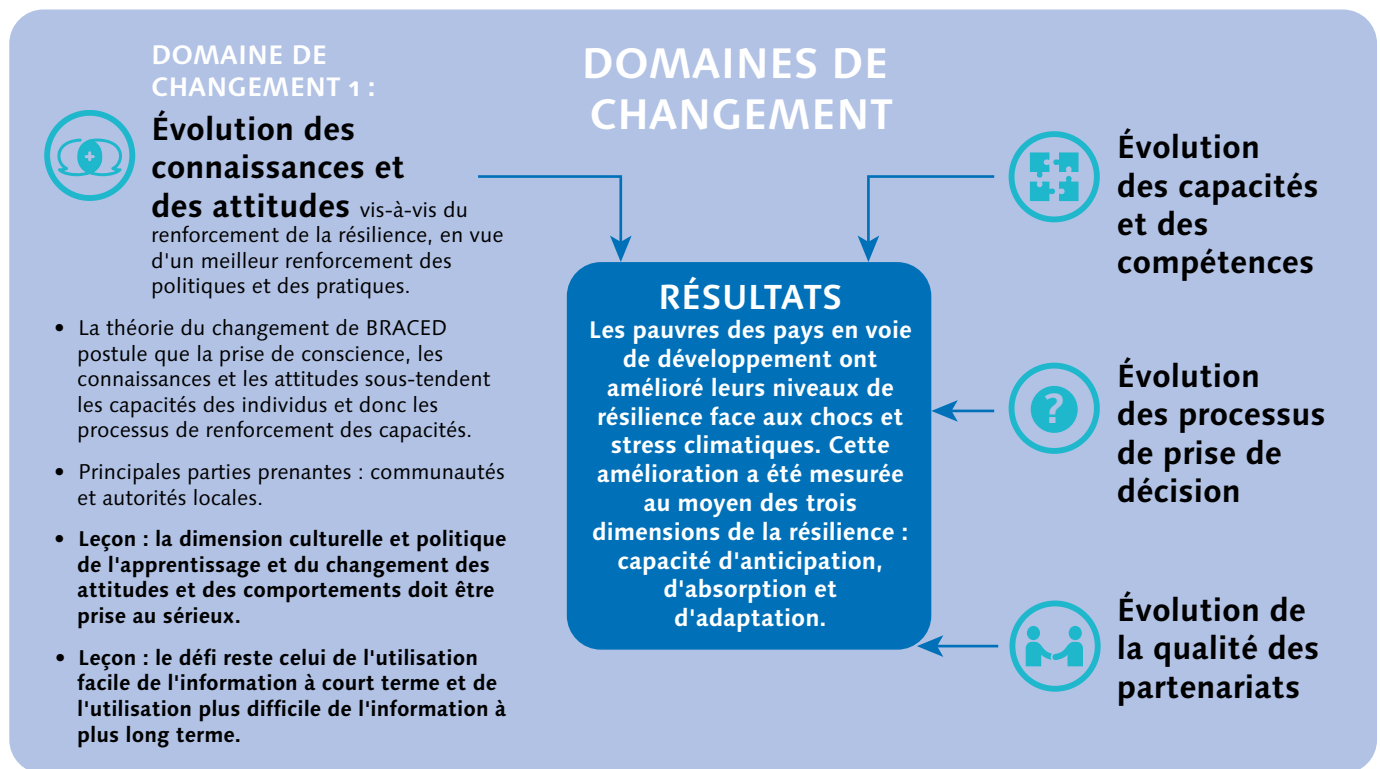 DOMAINE DE
CHANGEMENT 1 :
Évolution des
connaissances et
des attitudes vis-à-vis du
renforcement de la résilience, en vue
d'un meilleur renforcement des
politiques et des pratiques.
• La théorie du changement de BRACED
postule que la prise de conscience, les
connaissances et les attitudes sous-tendent
les capacités des individus et donc les
processus de renforcement des capacités.
• Principales parties prenantes : communautés
et autorités locales.
• Leçon : la dimension culturelle et politique
de l'apprentissage et du changement des
attitudes et des comportements doit être
prise au sérieux.
• Leçon : le défi reste celui de l'utilisation
facile de l'information à court terme et de
l'utilisation plus difficile de l'information à
plus long terme.
DOMAINES DE
CHANGEMENT
RÉSULTATS
Les pauvres des pays en voie
de développement ont
amélioré leurs niveaux de
résilience face aux chocs et
stress climatiques. Cette
amélioration a été mesurée
au moyen des trois
dimensions de la résilience :
capacité d'anticipation,
d'absorption et
d'adaptation.
Évolution
des capacités
et des
compétences
?
Évolution
des processus
de prise de
décision
Évolution de
la qualité des
partenariats